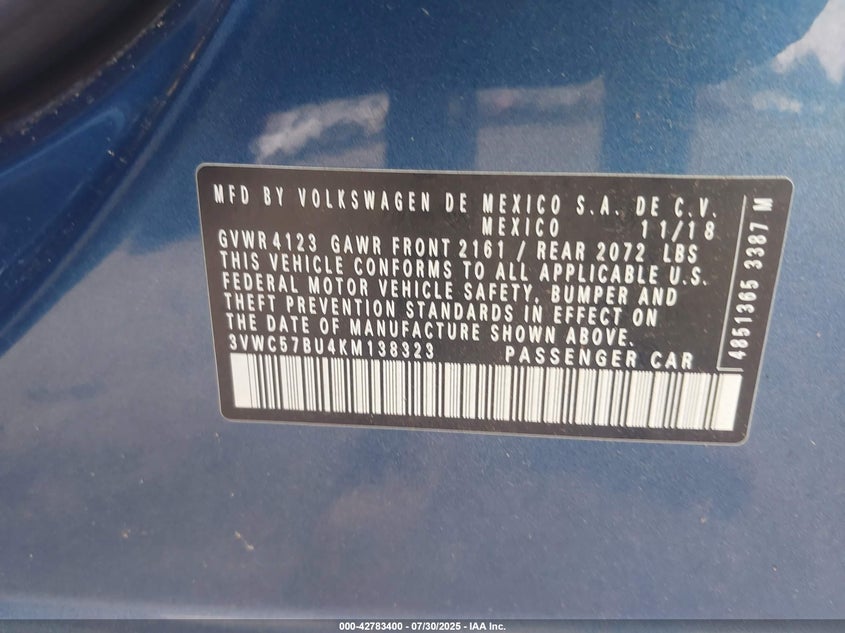 MFD BY VOLKSWAGEN DE MEXICO S.A. DE C.V.
MEXICO 11/18
GVWR 4123 GAWR FRONT 2161 / REAR 2072 LBS
THIS VEHICLE CONFORMS TO ALL APPLICABLE U.S.
FEDERAL MOTOR VEHICLE SAFETY, BUMPER AND
THEFT PREVENTION STANDARDS IN EFFECT ON
THE DATE OF MANUFACTURE SHOWN ABOVE.
3VWC57BU4KM138323 PASSENGER CAR
4851365 3387 M
000-42783400 - 07/30/2025 - IAA Inc.